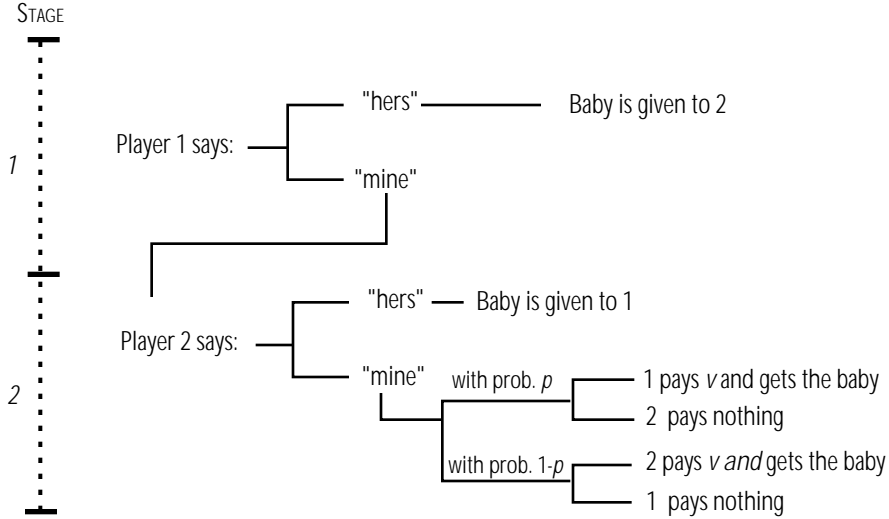 STAGE
"hers"
Baby is given to 2
Player 1 says:
1
"mine"
"hers"
Baby is given to 1
Player 2 says:
"mine"
with prob. p
1 pays v and gets the baby
2
2 pays nothing
with prob. 1-p
2 pays v and gets the baby
1 pays nothing